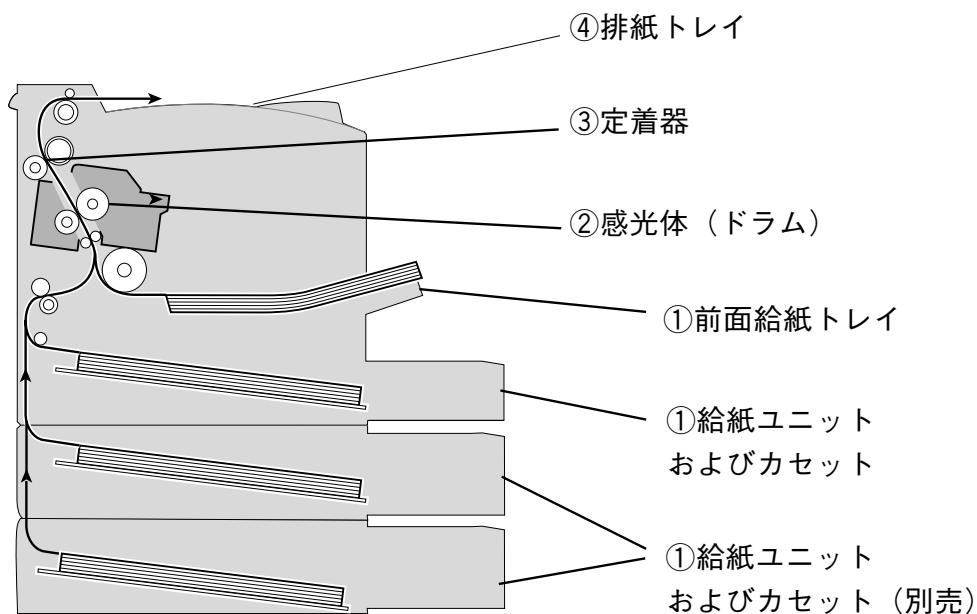 ④排紙トレイ
③定着器
②感光体（ドラム）
①前面給紙トレイ
①給紙ユニット
およびカセット
①給紙ユニット
およびカセット（別売）